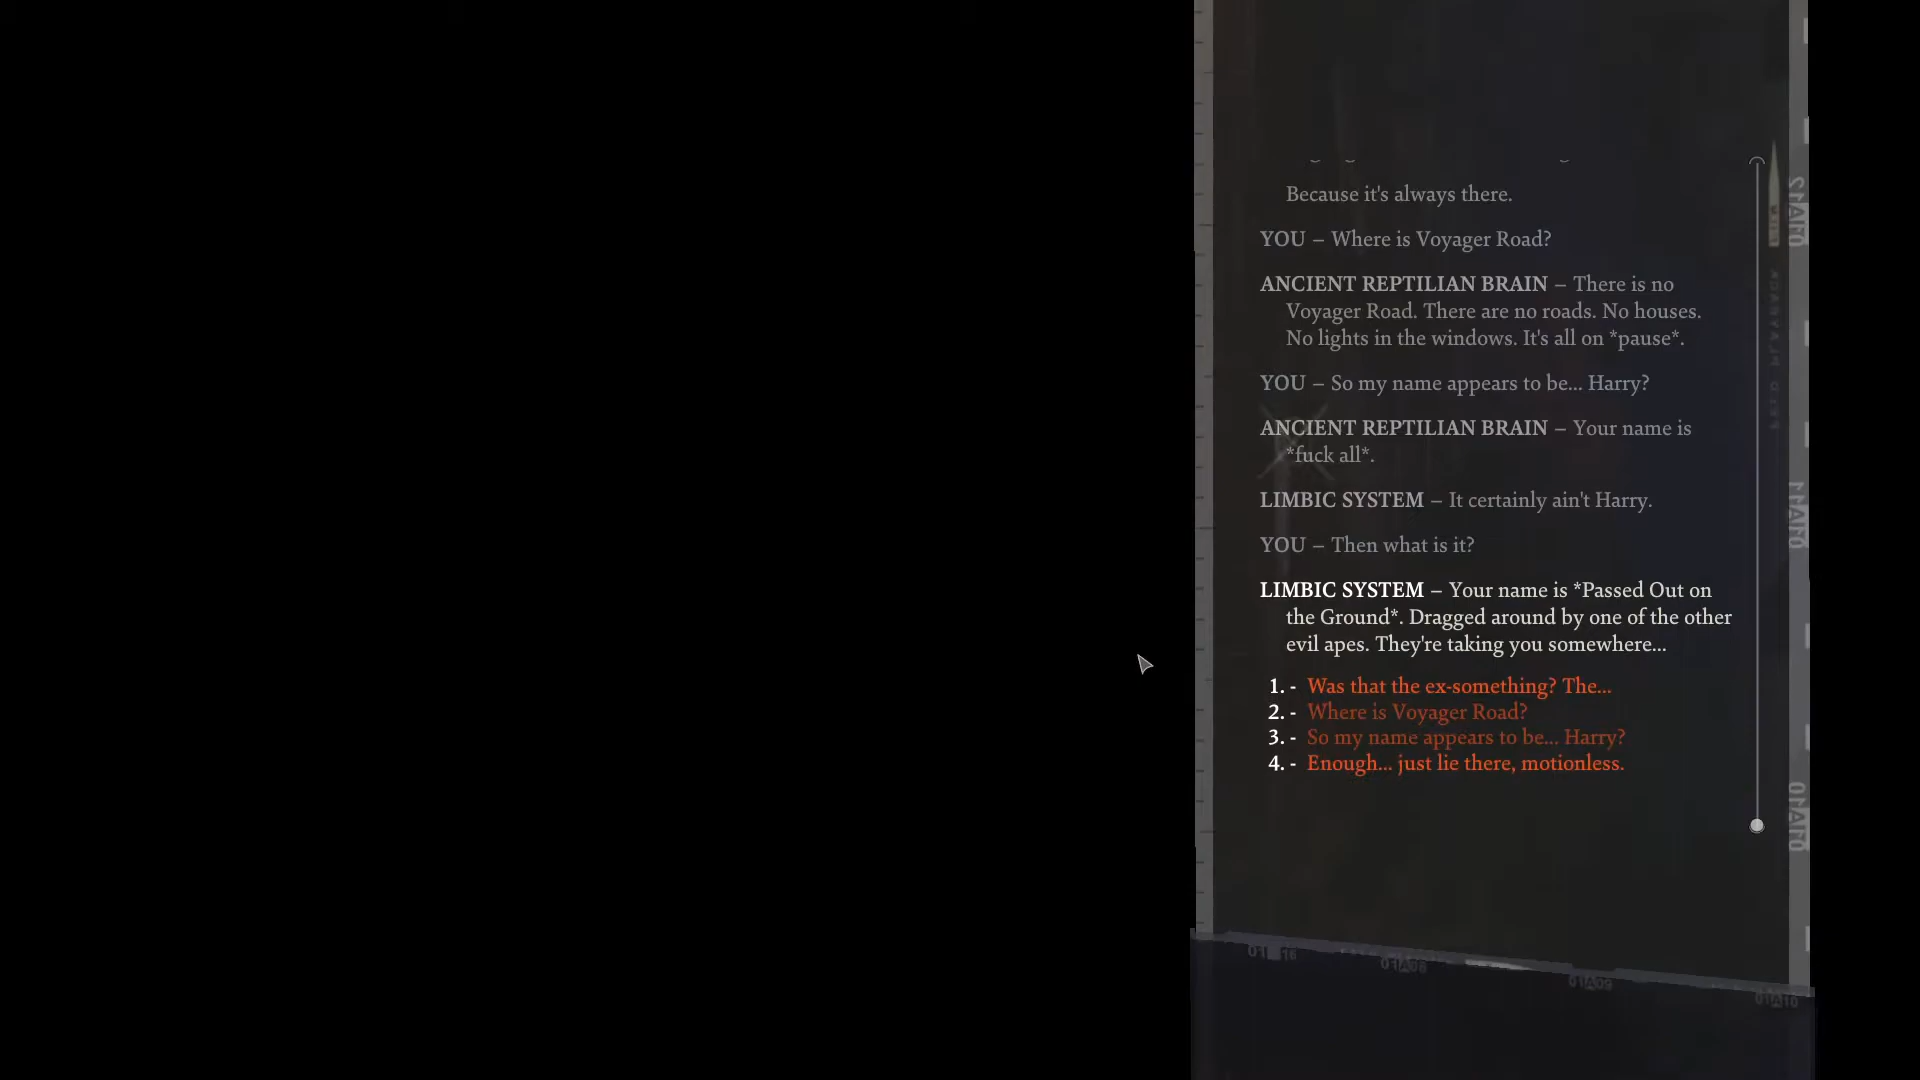 Because it's always there.
YOU – Where is Voyager Road?
ANCIENT REPTILIAN BRAIN – There is no
Voyager Road. There are no roads. No houses.
No lights in the windows. It's all on *pause*.
YOU – So my name appears to be... Harry?
ANCIENT REPTILIAN BRAIN – Your name is
*fuck all*.
LIMBIC SYSTEM – It certainly ain't Harry.
YOU – Then what is it?
LIMBIC SYSTEM – Your name is *Passed Out on
the Ground*. Dragged around by one of the other
evil apes. They're taking you somewhere...
1. - Was that the ex-something? The...
2. - Where is Voyager Road?
3. - So my name appears to be... Harry?
4. - Enough... just lie there, motionless.
01A09
01A10